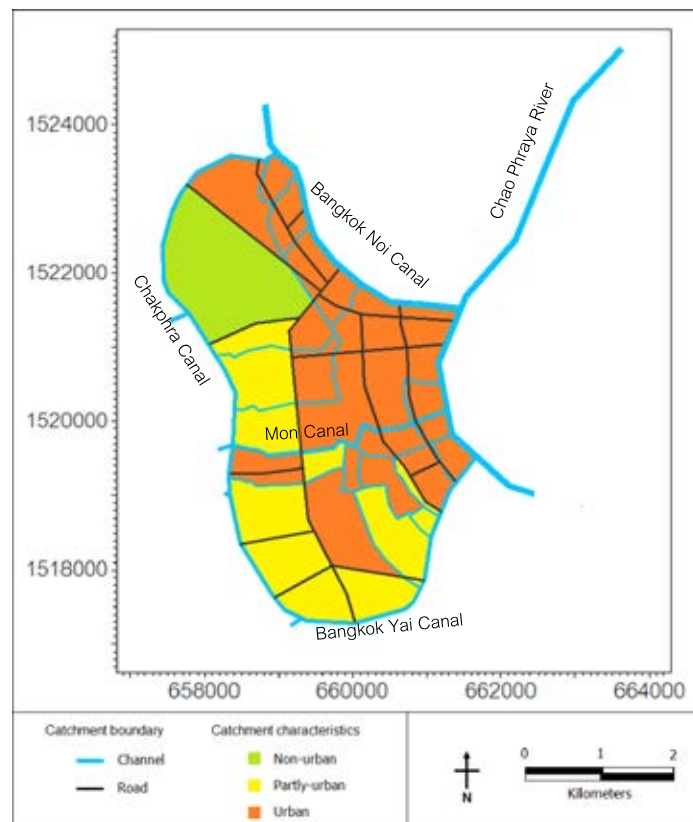 1524000
1522000
1520000
1518000
658000
660000
662000
664000
Chao Phraya River
Bangkok Noi Canal
Chakphra Canal
Mon Canal
Bangkok Yai Canal
Catchment boundary
Channel
Road
Catchment characteristics
Non-urban
Partly-urban
Urban
N
0 1 2
Kilometers